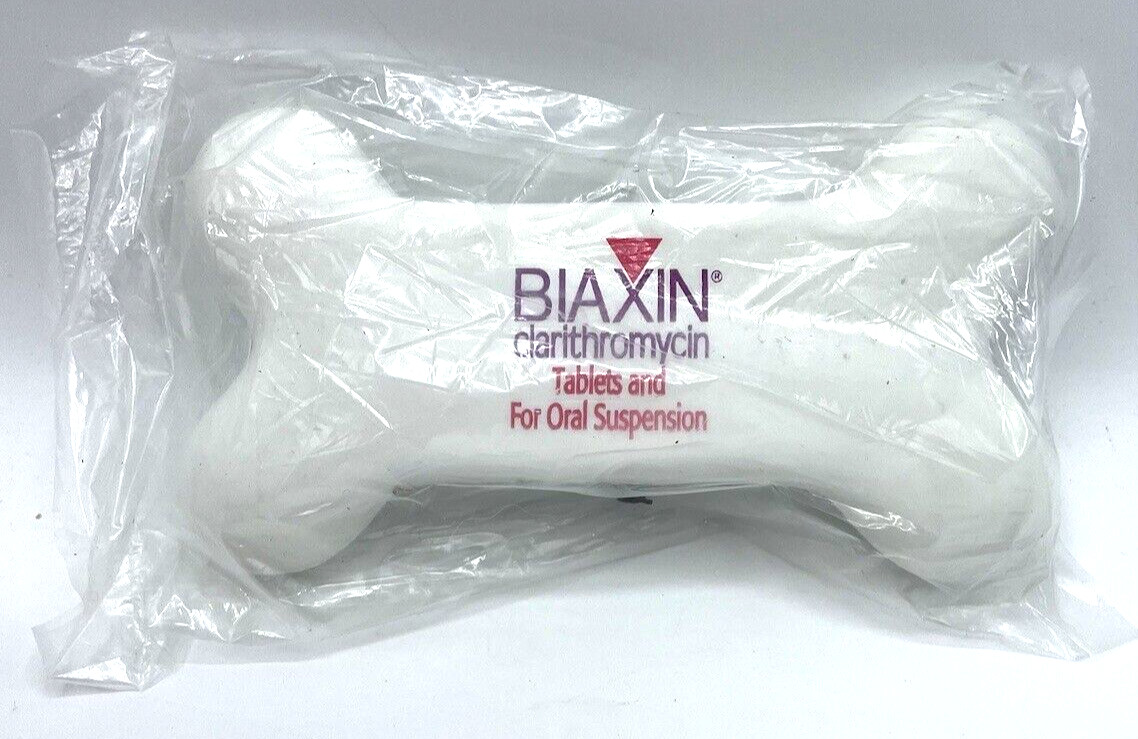 BIAXIN®
clarithromycin
Tablets and
For Oral Suspension